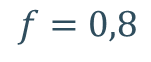 f = 0,8